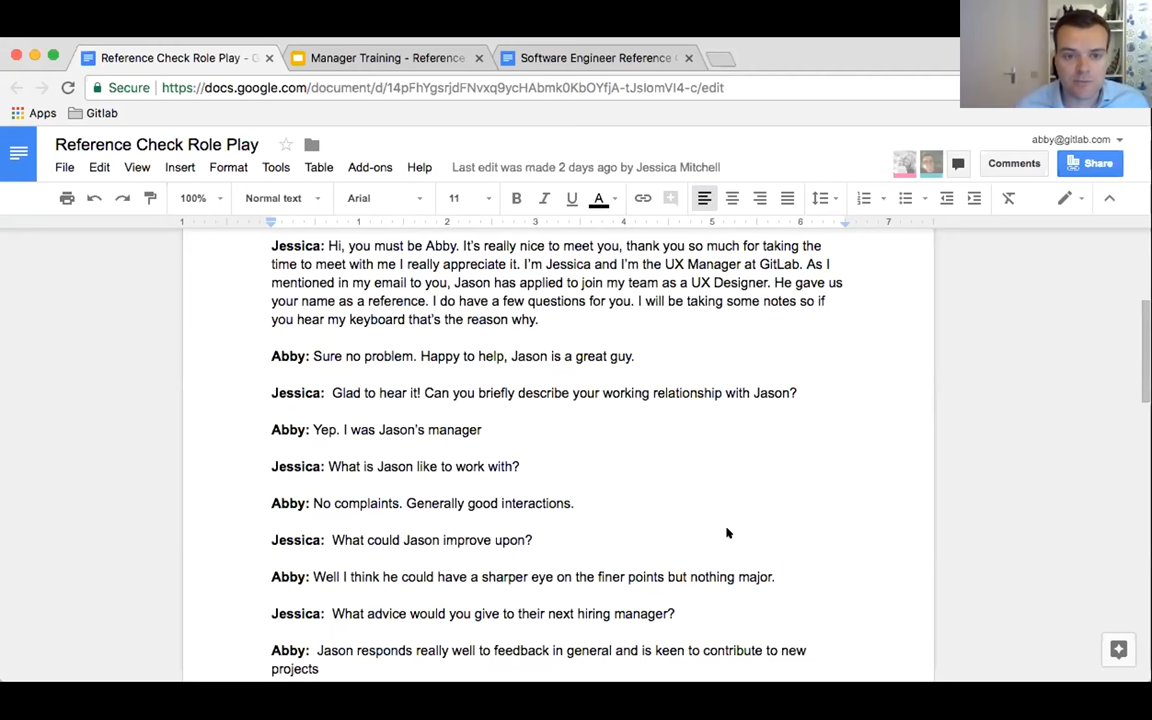 Reference Check Role Play - G
Manager Training - Reference
Software Engineer Reference
Secure
https://docs.google.com/document/d/14pFhYgsrjdFNvxq9ycHAbmk0KbOYfjA-tJsIomVI4-c/edit
Apps
Gitlab
Reference Check Role Play
abby@gitlab.com
File Edit View Insert Format Tools Table Add-ons Help Last edit was made 2 days ago by Jessica Mitchell
Comments
Share
100% Normal text Arial 11 B I U A
1 1 2 3 4 5 6 7
Jessica: Hi, you must be Abby. It's really nice to meet you, thank you so much for taking the
time to meet with me I really appreciate it. I'm Jessica and I'm the UX Manager at GitLab. As I
mentioned in my email to you, Jason has applied to join my team as a UX Designer. He gave us
your name as a reference. I do have a few questions for you. I will be taking some notes so if
you hear my keyboard that's the reason why.
Abby: Sure no problem. Happy to help, Jason is a great guy.
Jessica: Glad to hear it! Can you briefly describe your working relationship with Jason?
Abby: Yep. I was Jason's manager
Jessica: What is Jason like to work with?
Abby: No complaints. Generally good interactions.
Jessica: What could Jason improve upon?
Abby: Well I think he could have a sharper eye on the finer points but nothing major.
Jessica: What advice would you give to their next hiring manager?
Abby: Jason responds really well to feedback in general and is keen to contribute to new
projects